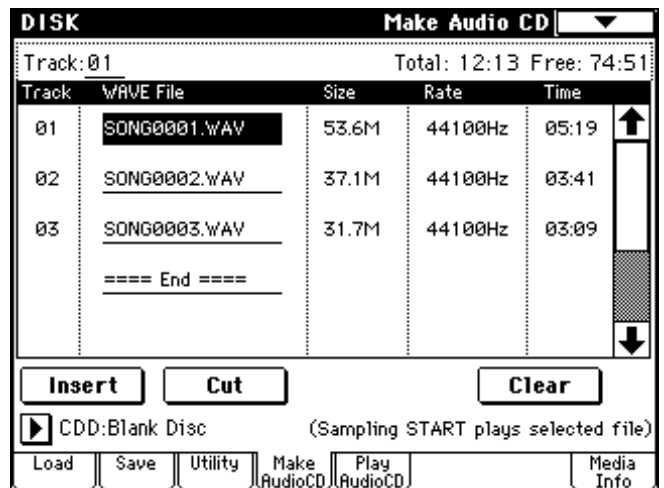 DISK Make Audio CD
Track:01 Total: 12:13 Free: 74:51
Track WAVE File Size Rate Time
01 SONG0001.WAV 53.6M 44100Hz 05:19
02 SONG0002.WAV 37.1M 44100Hz 03:41
03 SONG0003.WAV 31.7M 44100Hz 03:09
==== End ====
Insert Cut Clear
CDD:Blank Disc (Sampling START plays selected file)
Load Save Utility Make AudioCD Play AudioCD Media Info